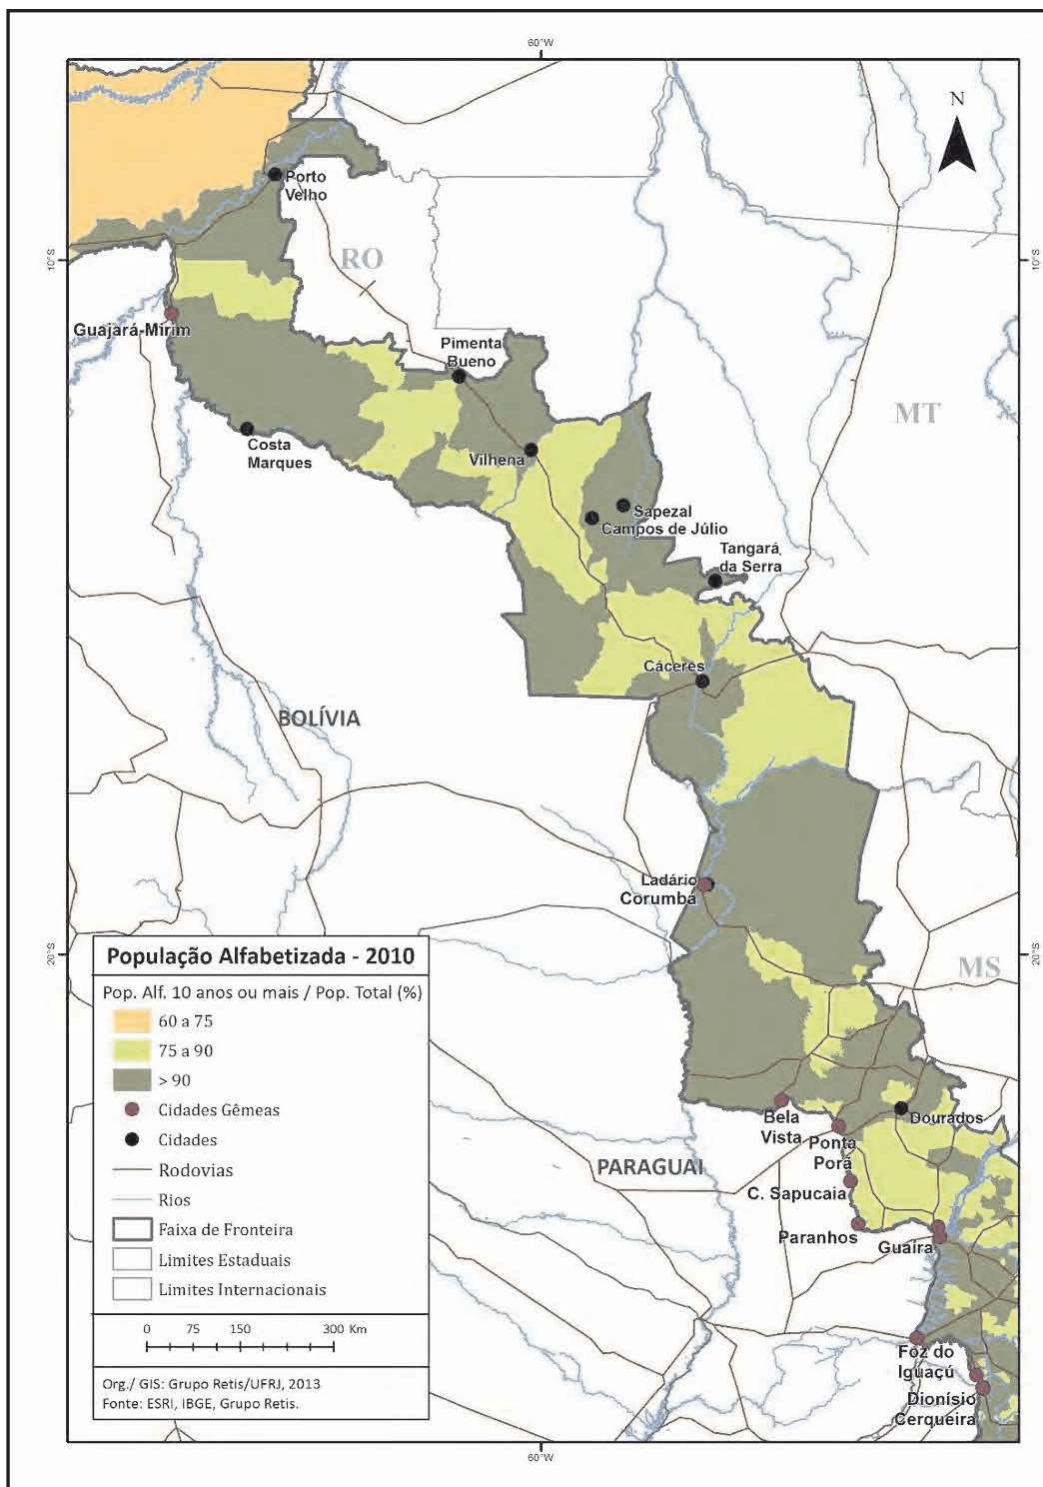 60°W
N
Porto
Velho
10°S
10°S
RO
Guajará-Mirim
Pimenta
Bueno
MT
Costa
Marques
Vilhena
Sapezal
Campos de Júlio
Tangará
da Serra
Cáceres
BOLÍVIA
Ladário
Corumbá
20°S
20°S
MS
População Alfabetizada - 2010
Pop. Alf. 10 anos ou mais / Pop. Total (%)
60 a 75
75 a 90
> 90
Cidades Gêmeas
Cidades
Rodovias
Rios
Faixa de Fronteira
Limites Estaduais
Limites Internacionais
0 75 150 300 Km
Org./ GIS: Grupo Retis/UFRJ, 2013
Fonte: ESRI, IBGE, Grupo Retis.
Bela
Vista
Dourados
Ponta
Porã
PARAGUAI
C. Sapucaia
Paranhos
Guaíra
Foz do
Iguaçú
Dionísio
Cerqueira
60°W